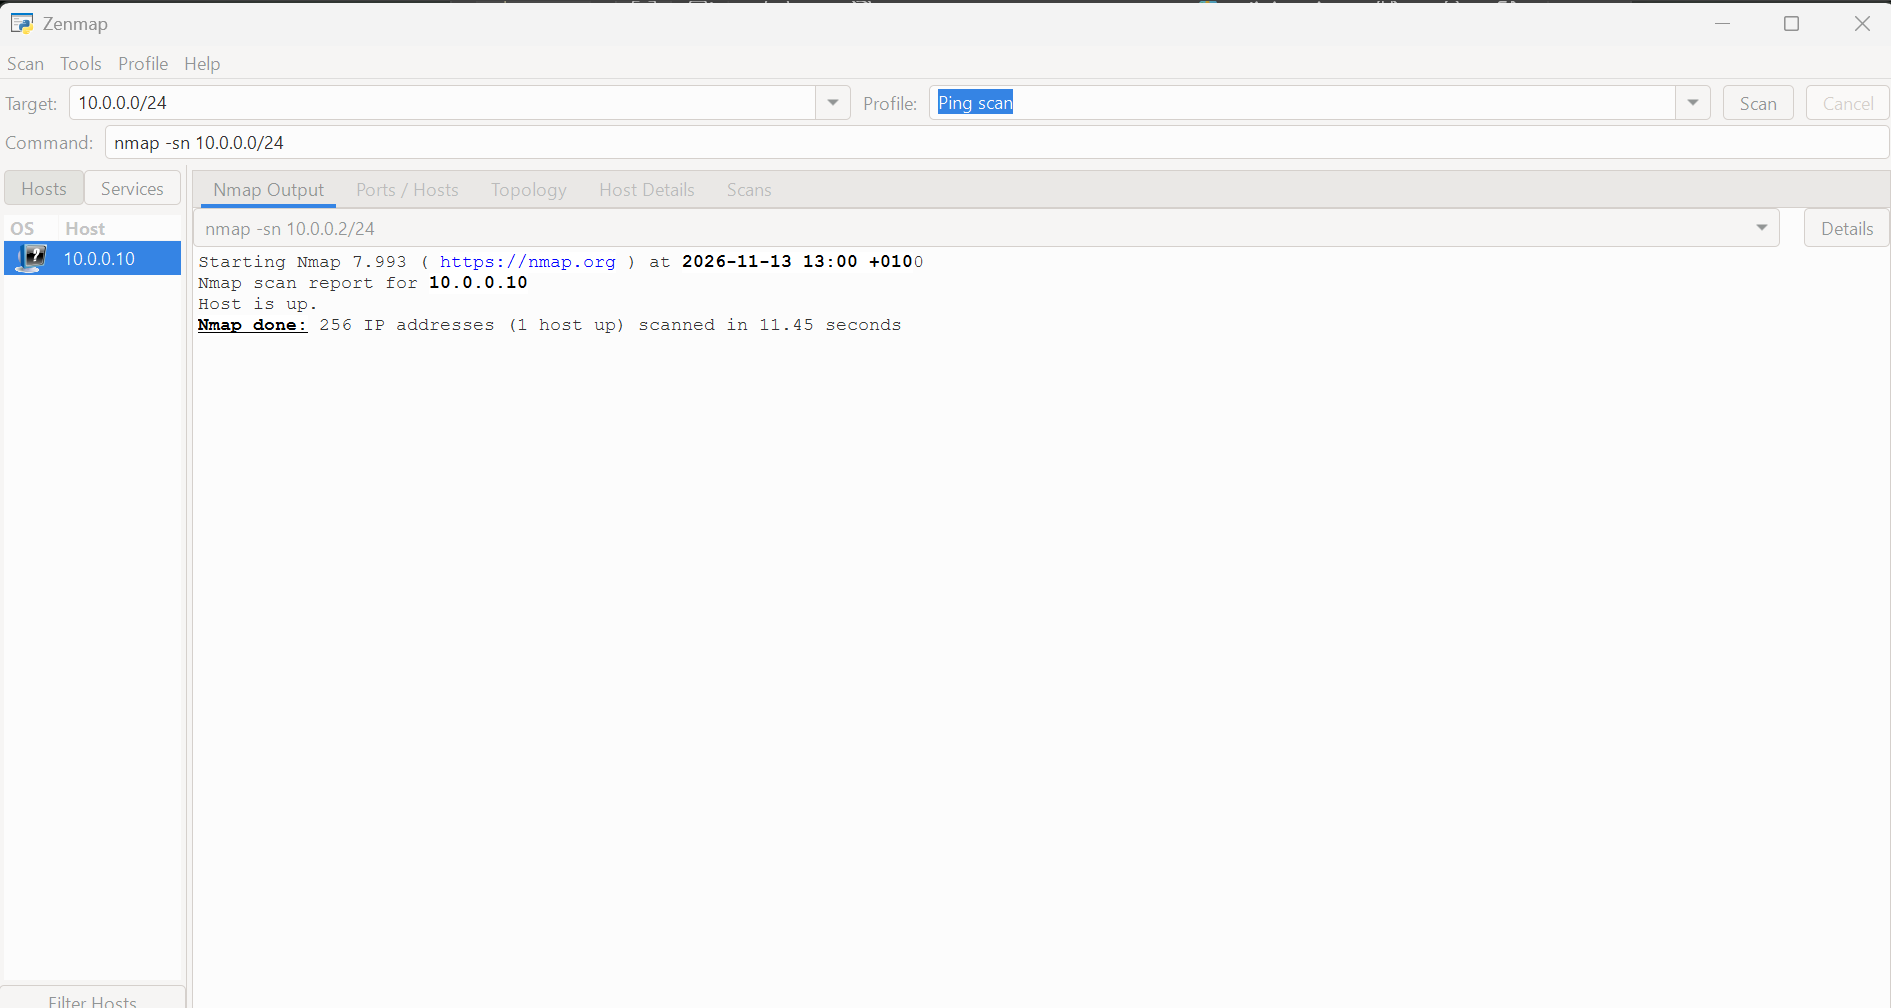 Zenmap
Scan Tools Profile Help
Target: 10.0.0.0/24 Profile: Ping scan Scan Cancel
Command: nmap -sn 10.0.0.0/24
Hosts Services Nmap Output Ports / Hosts Topology Host Details Scans
OS Host nmap -sn 10.0.0.2/24 Details
10.0.0.10
Starting Nmap 7.993 ( https://nmap.org ) at 2026-11-13 13:00 +0100
Nmap scan report for 10.0.0.10
Host is up.
Nmap done: 256 IP addresses (1 host up) scanned in 11.45 seconds
Filter Hosts